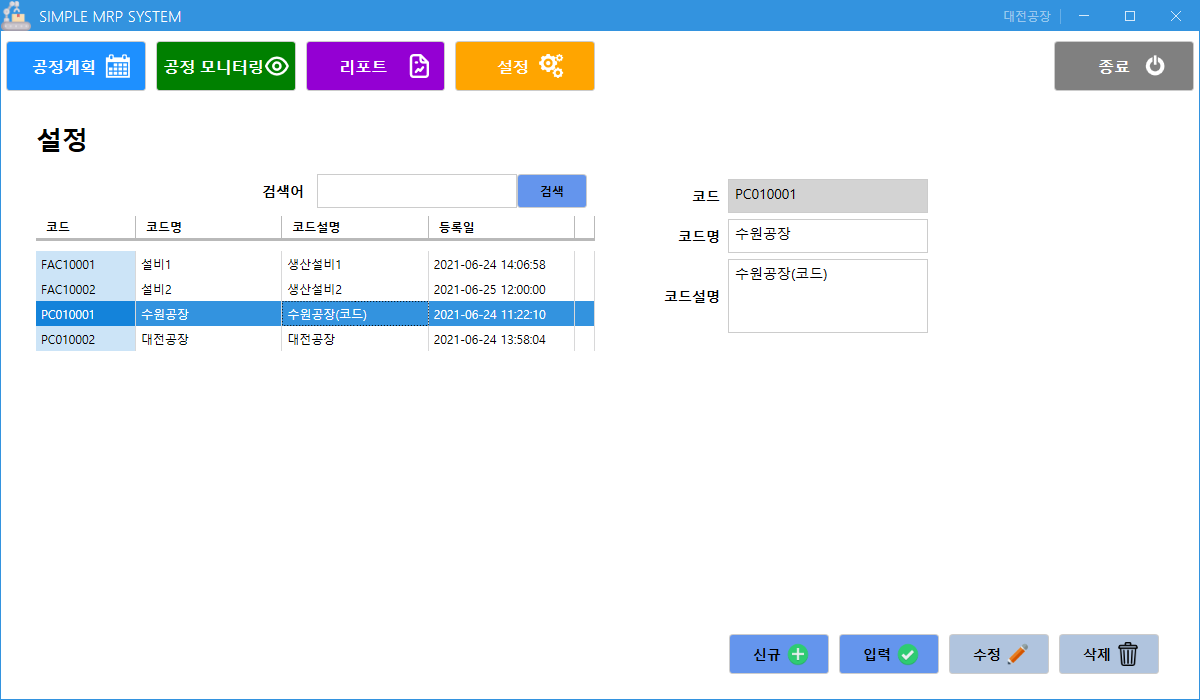 SIMPLE MRP SYSTEM 대전공장
공정계획 공정 모니터링 리포트 설정 종료
설정
검색어 검색
코드 코드명 코드설명 등록일
FAC10001 설비1 생산설비1 2021-06-24 14:06:58
FAC10002 설비2 생산설비2 2021-06-25 12:00:00
PC010001 수원공장 수원공장(코드) 2021-06-24 11:22:10
PC010002 대전공장 대전공장 2021-06-24 13:58:04
코드 PC010001
코드명 수원공장
코드설명 수원공장(코드)
신규 입력 수정 삭제